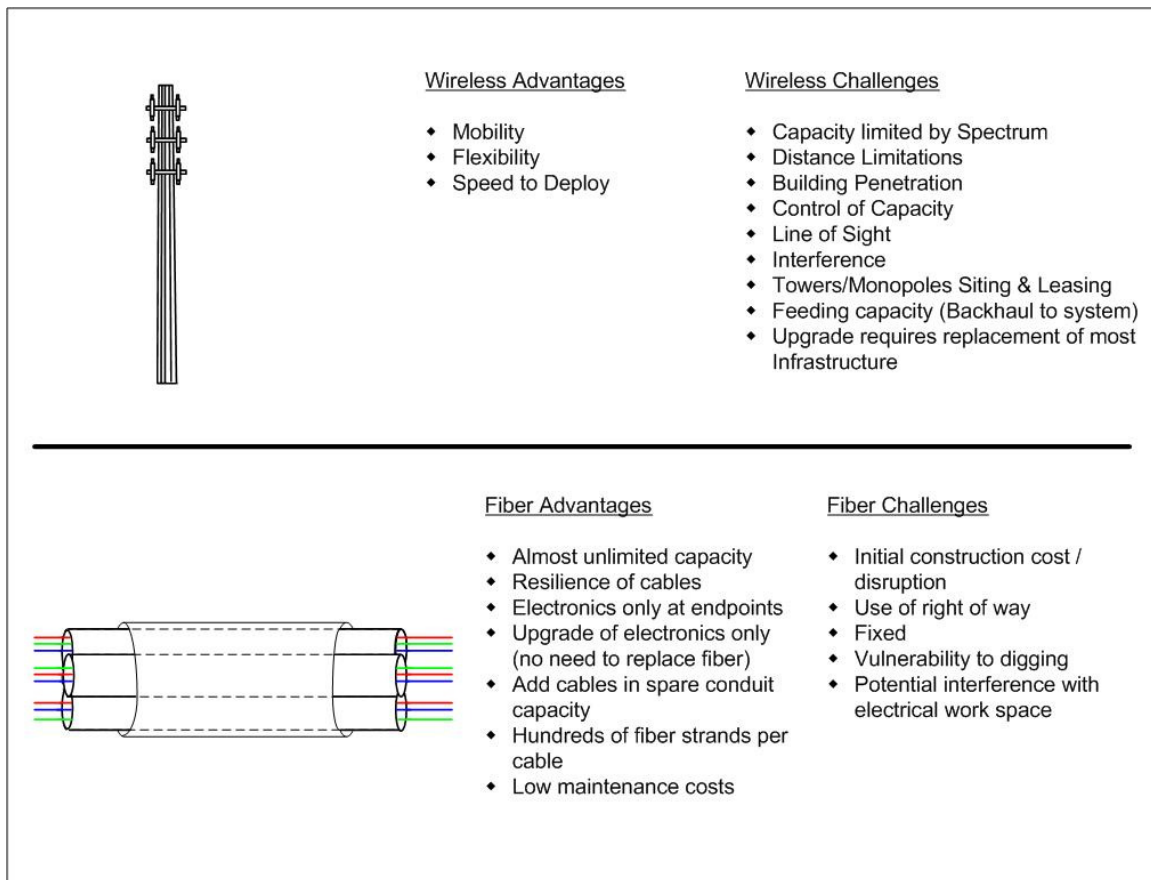 Wireless Advantages
◆ Mobility
◆ Flexibility
◆ Speed to Deploy
Wireless Challenges
◆ Capacity limited by Spectrum
◆ Distance Limitations
◆ Building Penetration
◆ Control of Capacity
◆ Line of Sight
◆ Interference
◆ Towers/Monopoles Siting & Leasing
◆ Feeding capacity (Backhaul to system)
◆ Upgrade requires replacement of most
Infrastructure
Fiber Advantages
◆ Almost unlimited capacity
◆ Resilience of cables
◆ Electronics only at endpoints
◆ Upgrade of electronics only
(no need to replace fiber)
◆ Add cables in spare conduit
capacity
◆ Hundreds of fiber strands per
cable
◆ Low maintenance costs
Fiber Challenges
◆ Initial construction cost /
disruption
◆ Use of right of way
◆ Fixed
◆ Vulnerability to digging
◆ Potential interference with
electrical work space